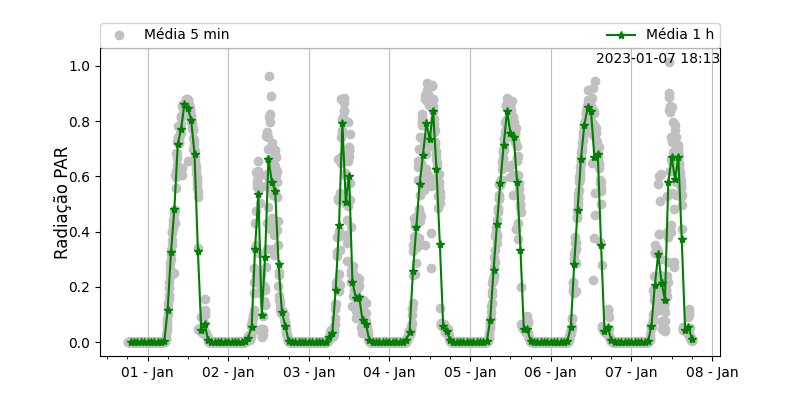 Média 5 min
Média 1 h
2023-01-07 18:13
Radiação PAR
1.0
0.8
0.6
0.4
0.2
0.0
01 - Jan
02 - Jan
03 - Jan
04 - Jan
05 - Jan
06 - Jan
07 - Jan
08 - Jan